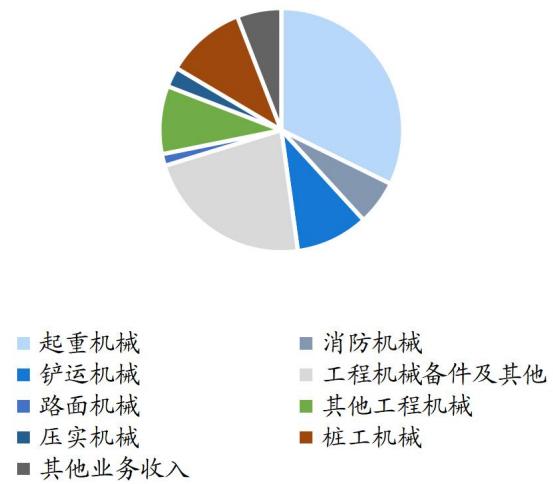 起重机械
消防机械
铲运机械
工程机械备件及其他
路面机械
其他工程机械
压实机械
桩工机械
其他业务收入